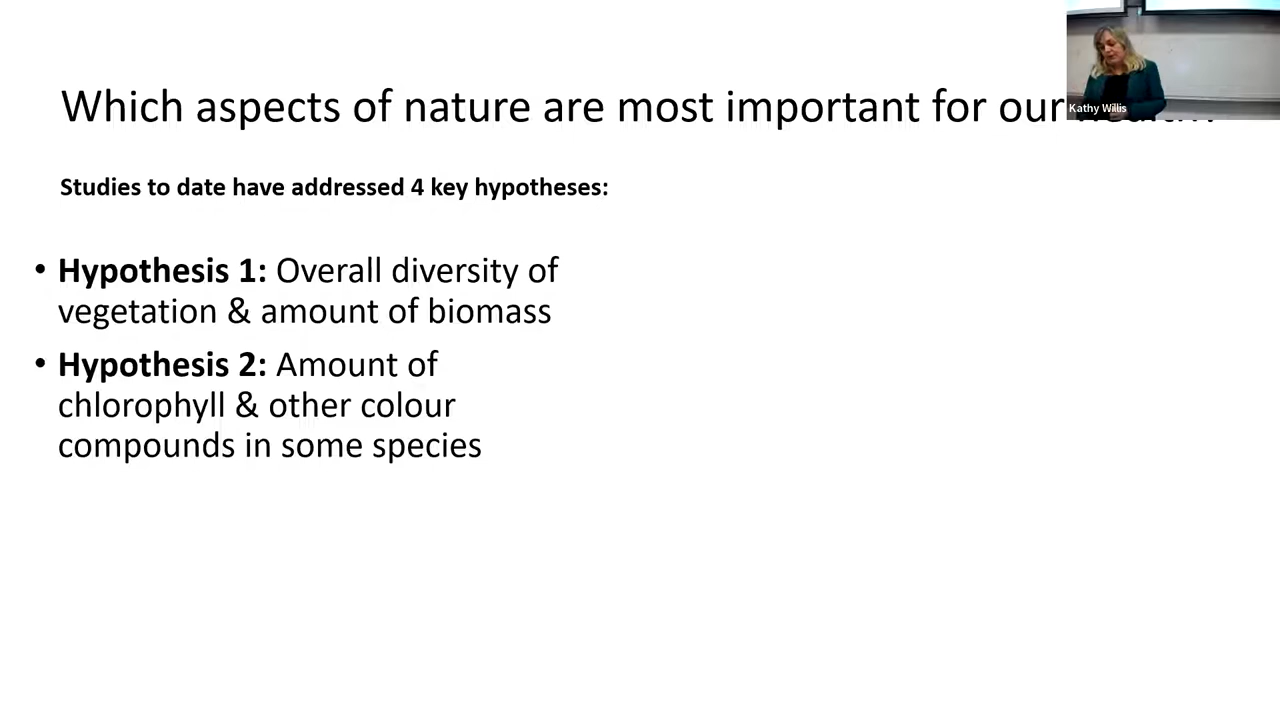 Which aspects of nature are most important for our
Kathy Willis
Studies to date have addressed 4 key hypotheses:
• Hypothesis 1: Overall diversity of
vegetation & amount of biomass
• Hypothesis 2: Amount of
chlorophyll & other colour
compounds in some species